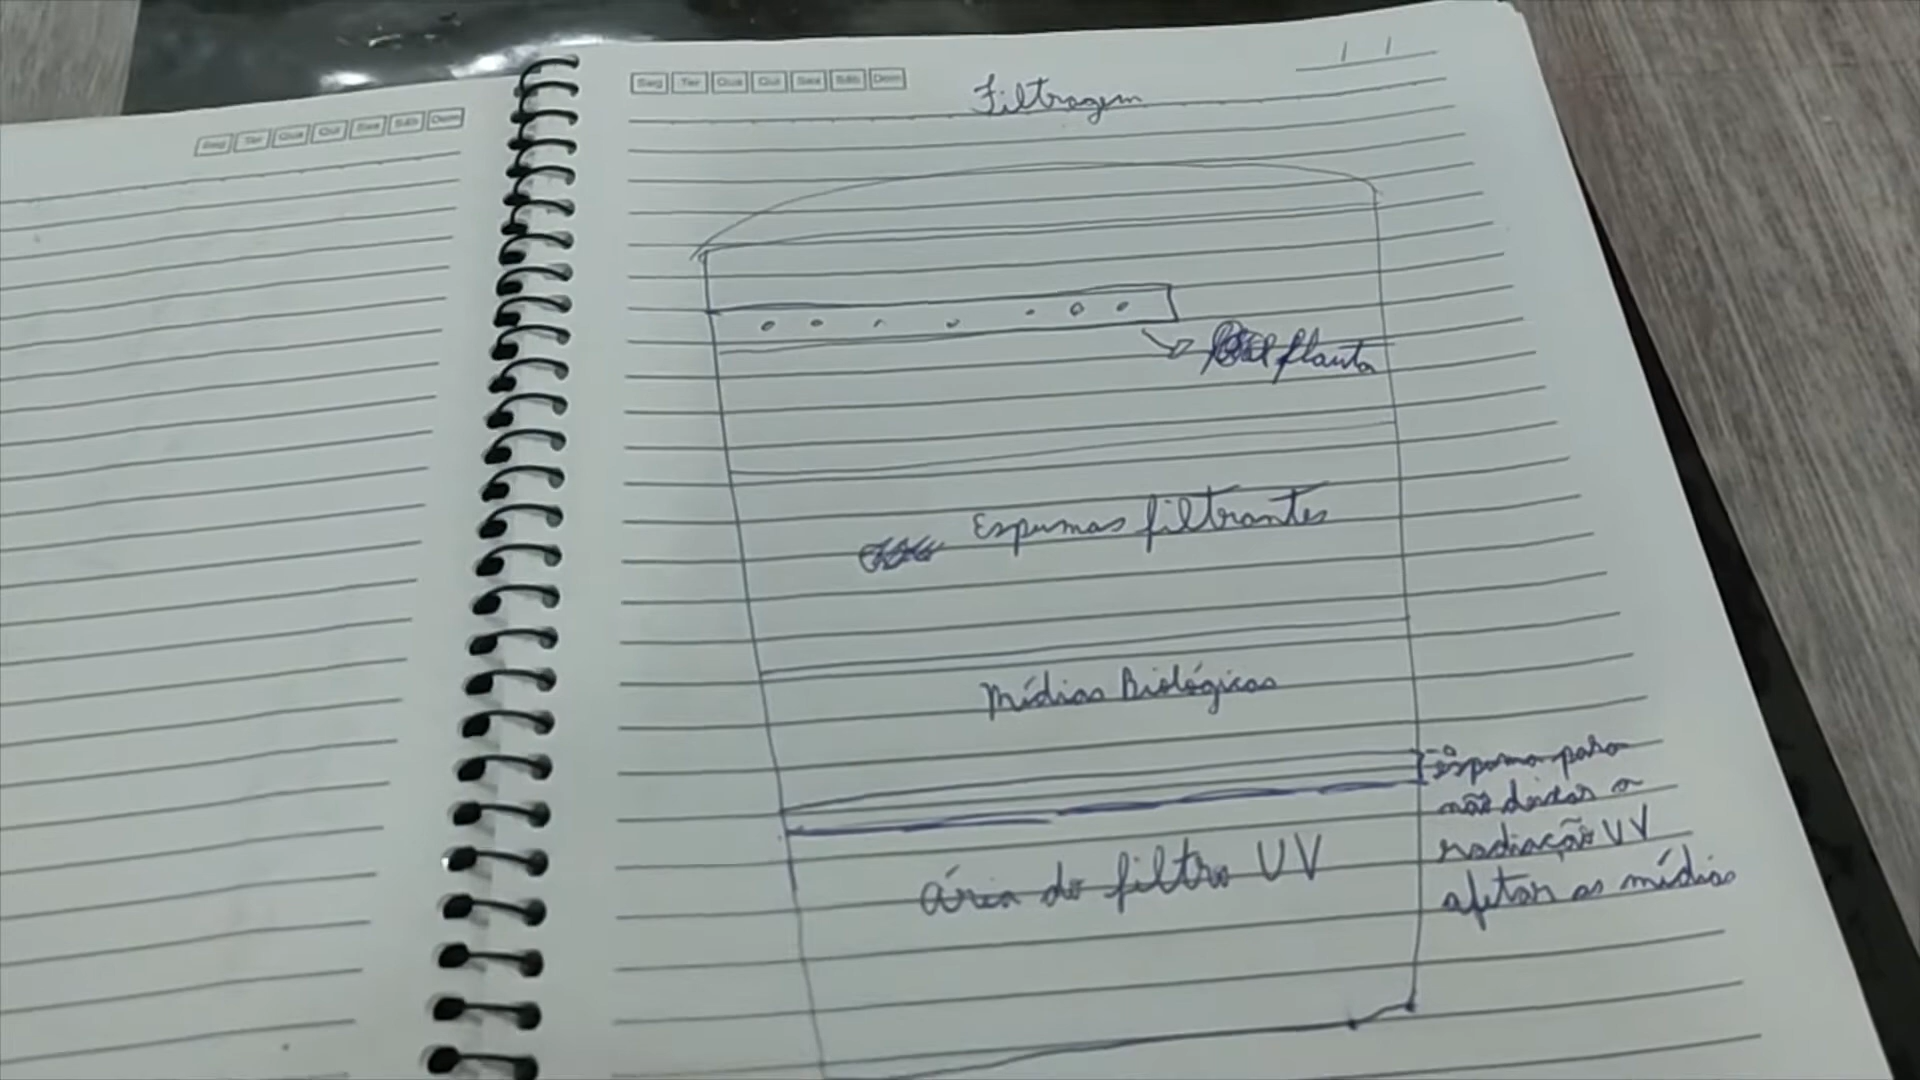 Seg Ter Qua Qui Sex Sáb Dom
Seg Ter Qua Qui Sex Sáb Dom
Filtragem
flauta
Espumas filtrantes
Mídias Biológicas
espuma para
não deixar a
radiação UV
afetar as mídias
ária do filtro UV